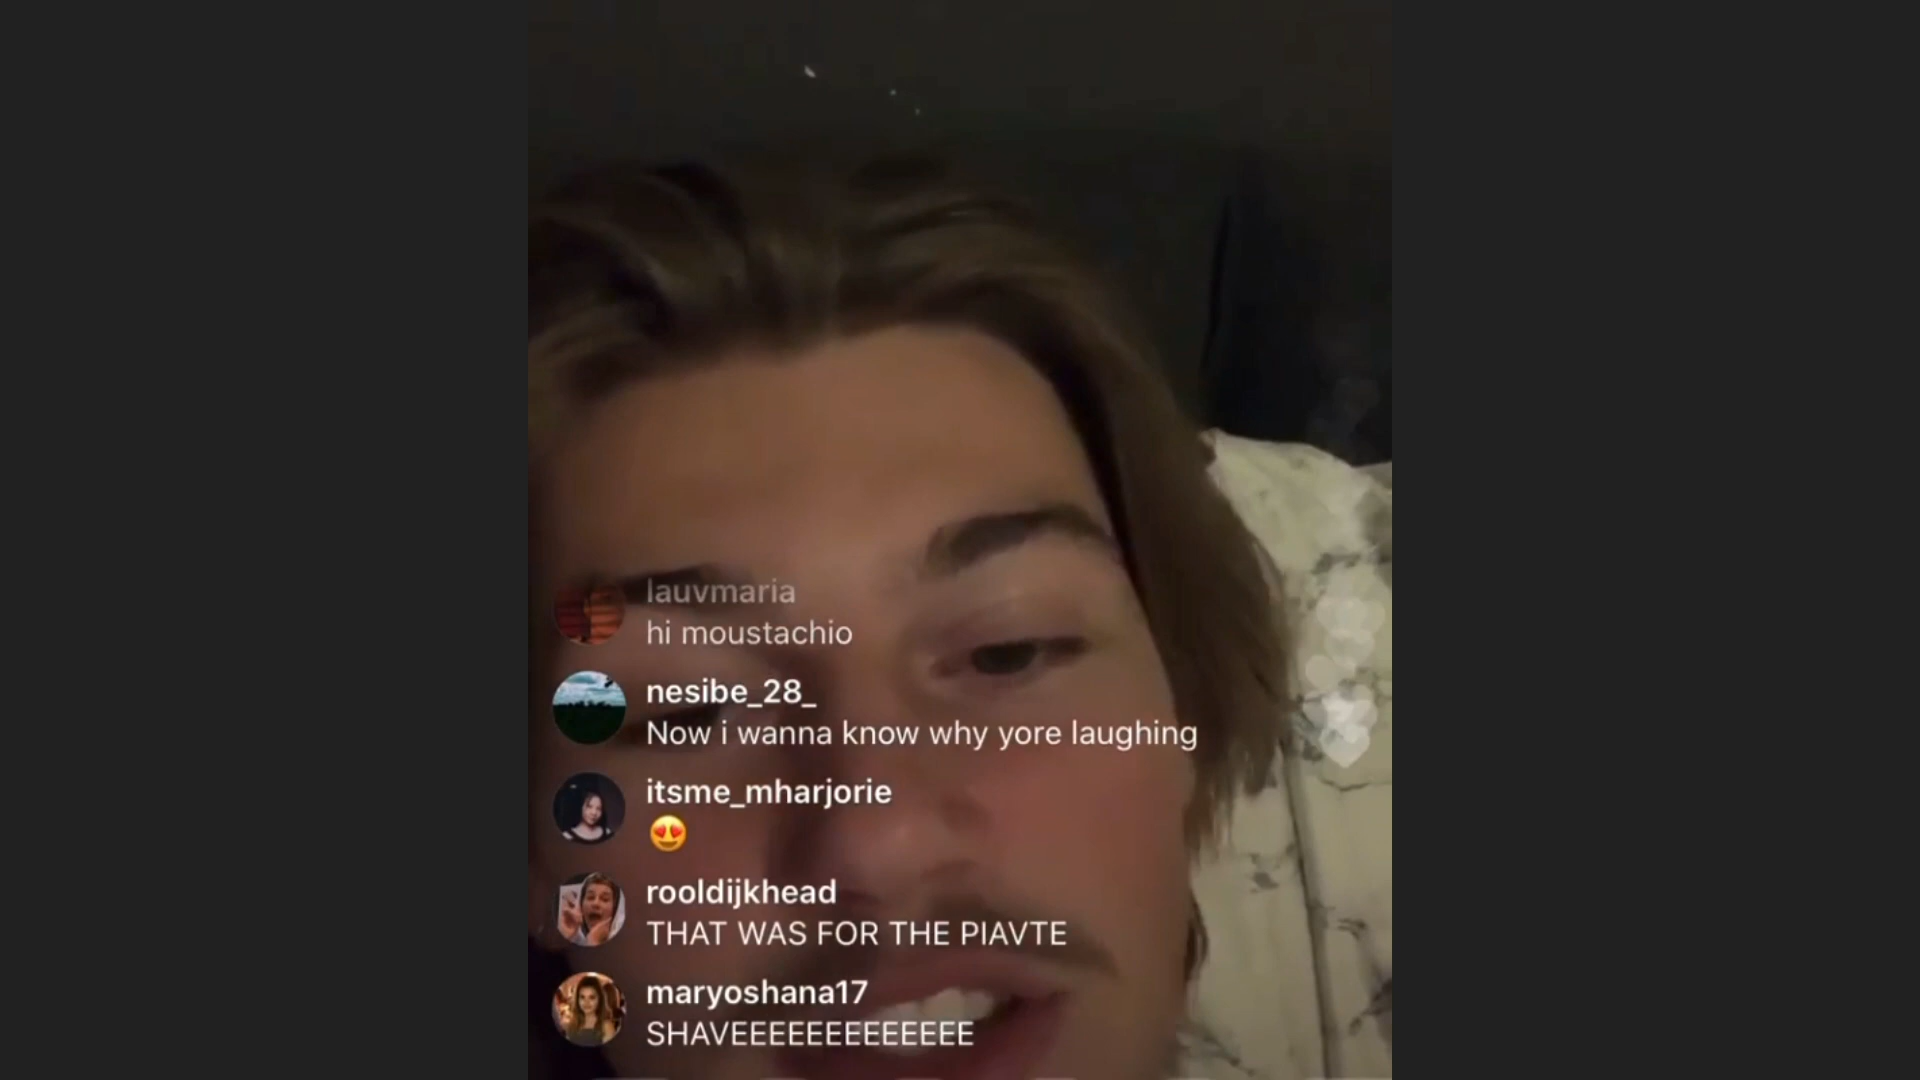 lauvmaria
hi moustachio
nesibe_28_
Now i wanna know why yore laughing
itsme_mharjorie
😍
rooldijkhead
THAT WAS FOR THE PIAVTE
maryoshana17
SHAVEEEEEEEEEEEEE